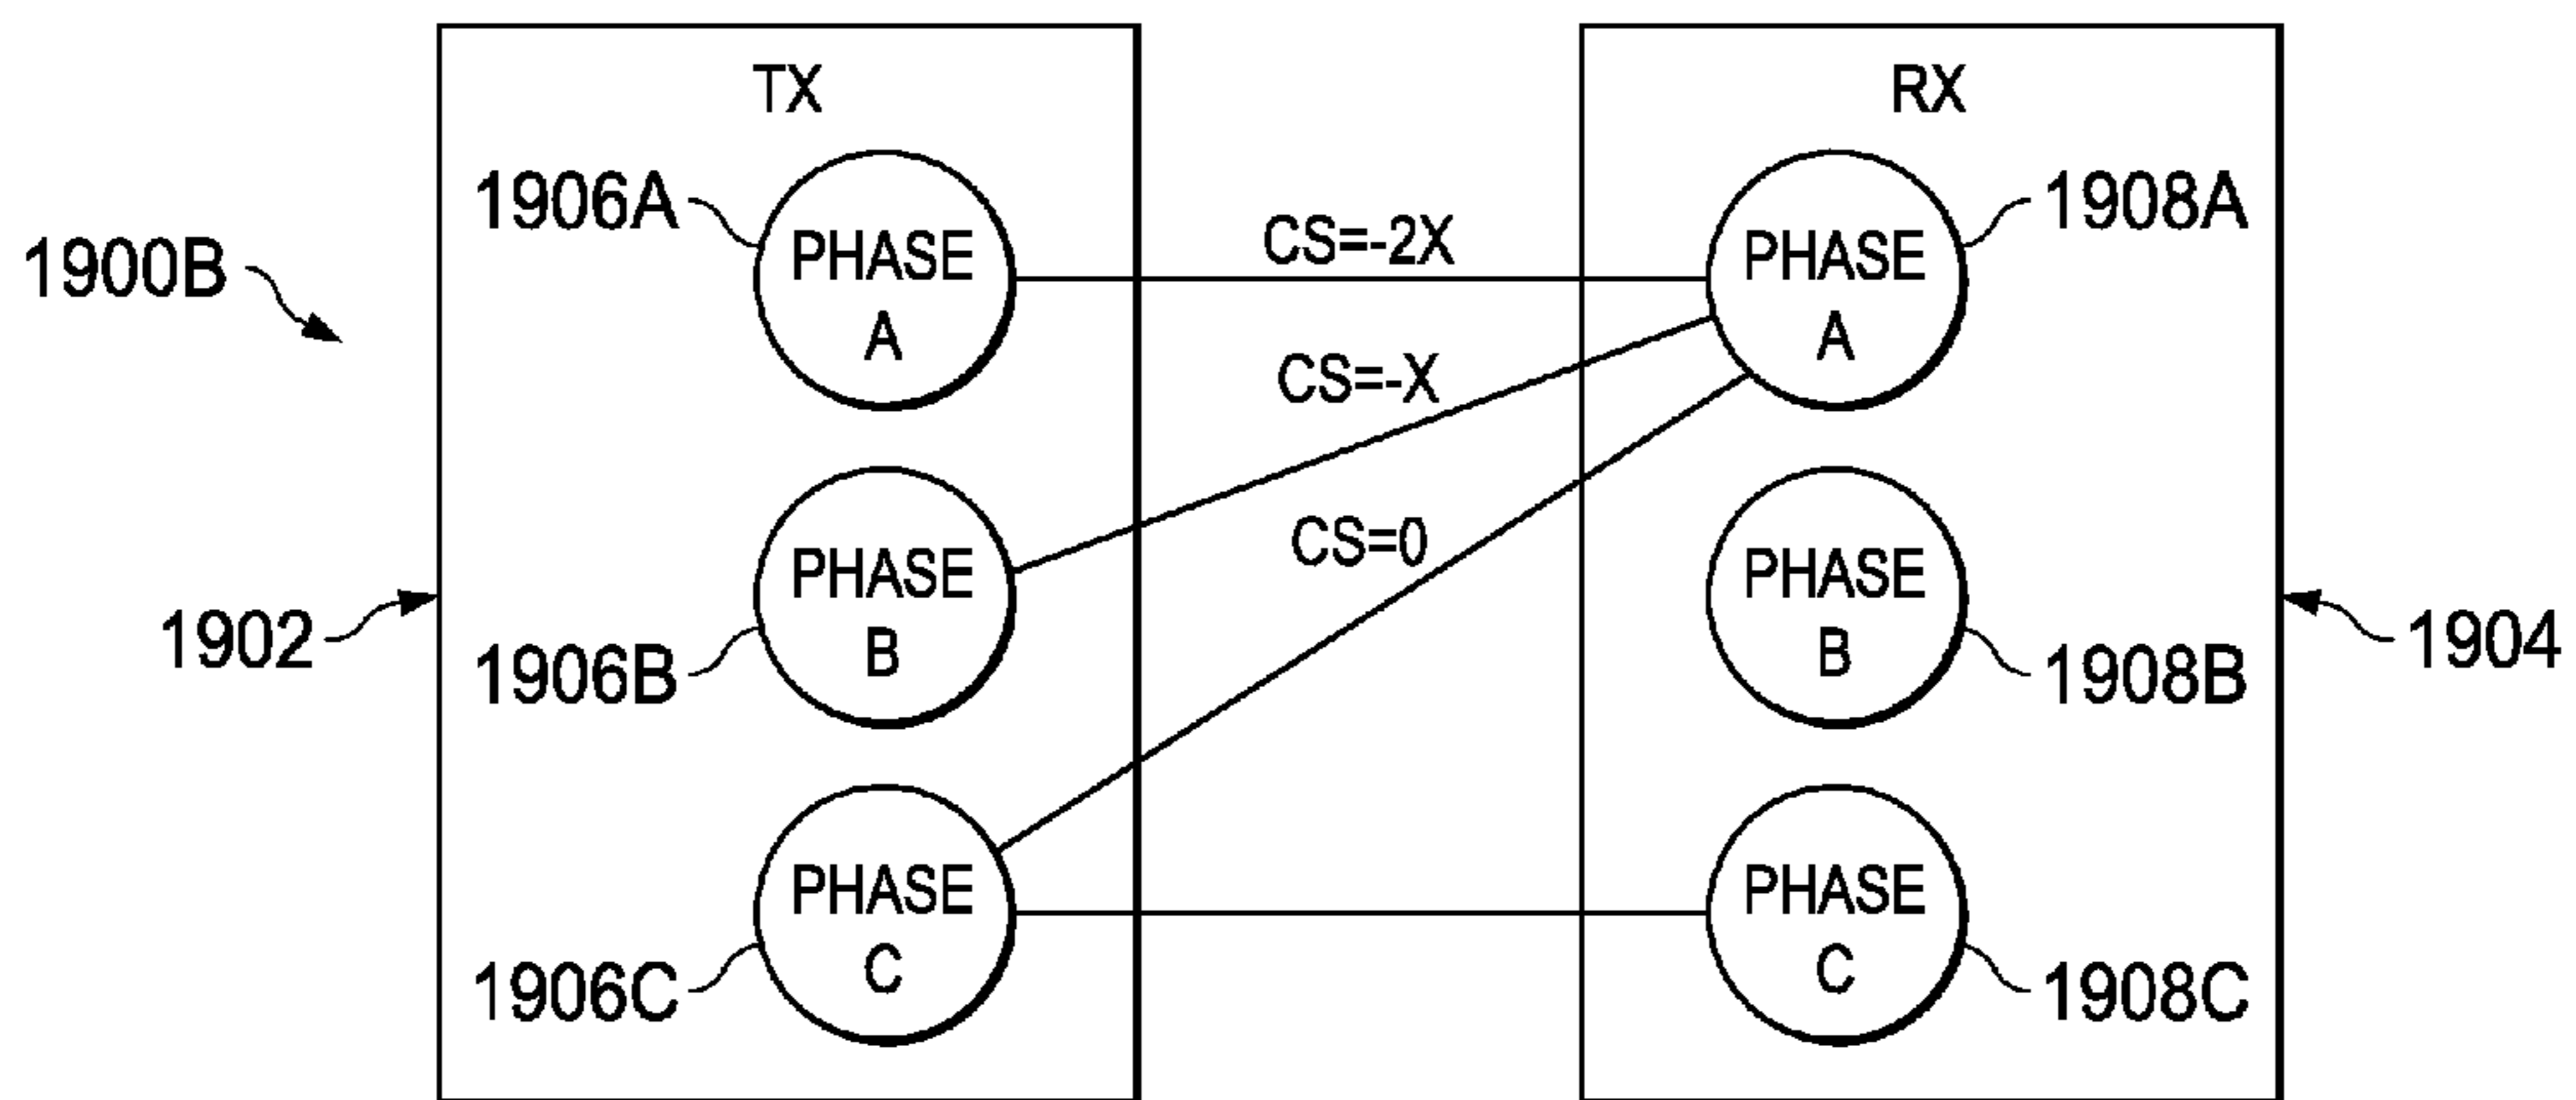 TX
RX
1906A
PHASE
A
CS=-2X
PHASE
A
1908A
1900B
CS=-X
CS=0
1902
1906B
PHASE
B
PHASE
B
1908B
1904
1906C
PHASE
C
PHASE
C
1908C